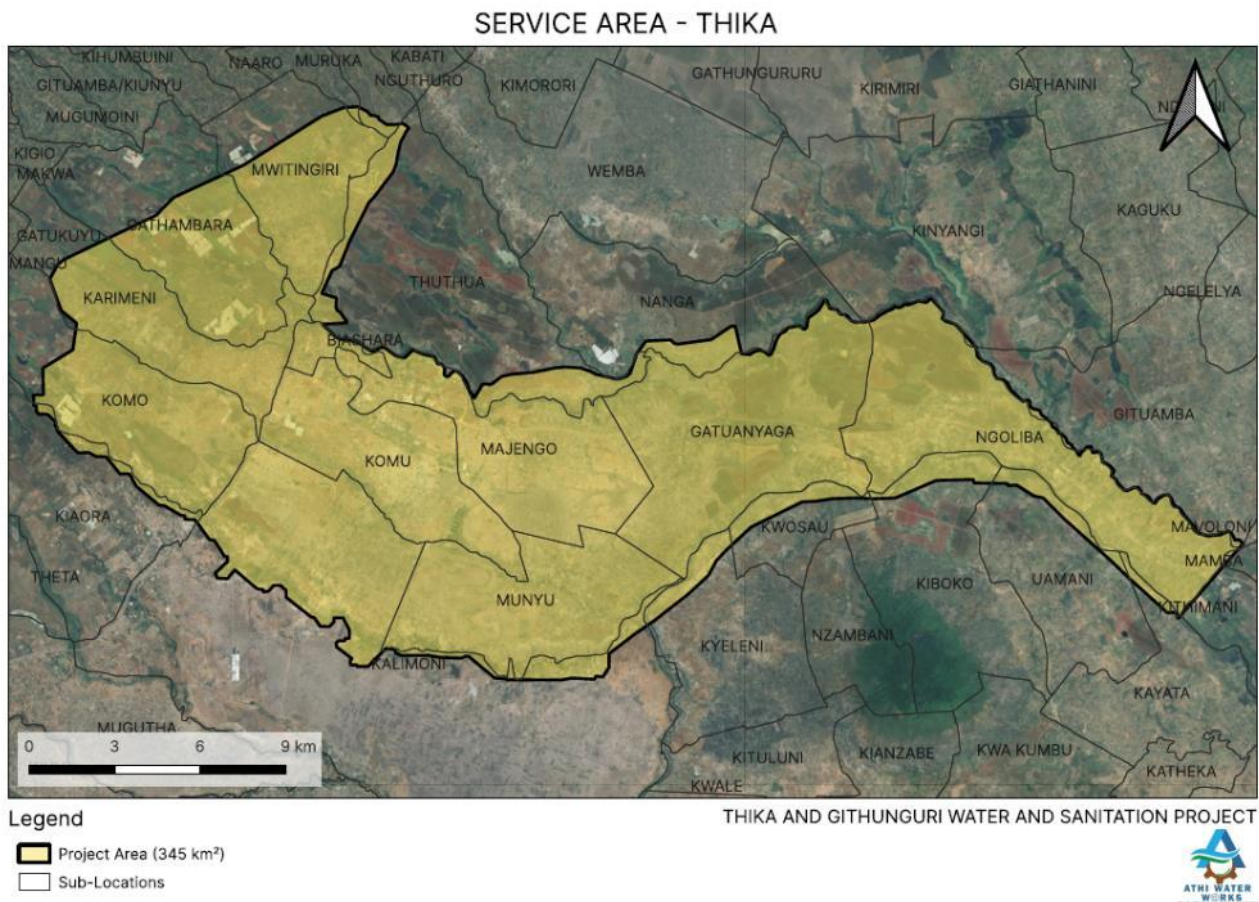 SERVICE AREA - THIKA
KIHUMBUINI
NAARO
MURUKA
KABATI
GITUAMBA/KIUNYU
NGUTHURO
KIMORORI
GATHUNGURURU
KIRIMIRI
GIATHANINI
MUGUMOINI
KIGIO
MAKWA
MWITINGIRI
WEMBA
KAGUKU
GATHAMBARA
GATUKUYU
KINYANGI
MANGU
KARIMENI
THUTHUA
NANGA
NGELELYA
BIASHARA
KOMO
GITUAMBA
GATUANYAGA
NGOLIBA
MAJENGO
KOMU
KIAORA
KWOSAU
MAVOLONI
MAMBA
THETA
KIBOKO
UAMANI
MUNYU
KITHIMANI
NZAMBANI
KYELENI
KALIMONI
KAYATA
MUGUTHA
KITULUNI
KIANZABE
KWA KUMBU
KATHEKA
KWALE
0 3 6 9 km
Legend
THIKA AND GITHUNGURI WATER AND SANITATION PROJECT
Project Area (345 km²)
Sub-Locations
ATHI WATER
WORKS